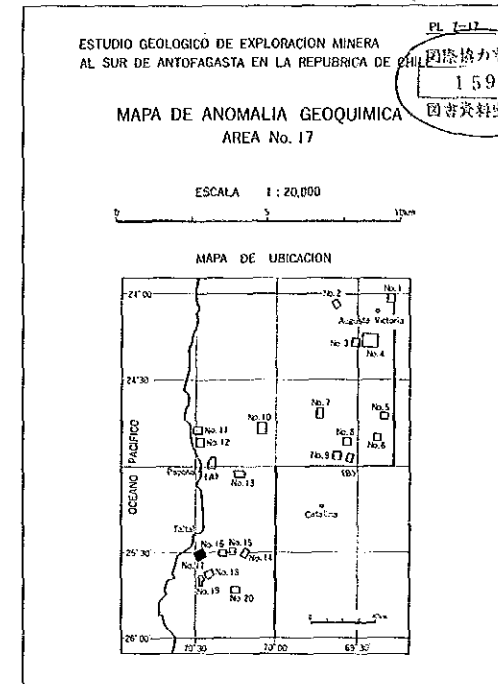 PL 7-17
ESTUDIO GEOLOGICO DE EXPLORACION MINERA
AL SUR DE ANTOFAGASTA EN LA REPUBRICA DE CHILE
国際協力
159
図書資料
MAPA DE ANOMALIA GEOQUIMICA
AREA No. 17
ESCALA 1 : 20,000
0 5 10km
MAPA DE UBICACION
24°00'
No. 1
No. 2
Augusta Victoria
No. 3
No. 4
24°30'
No. 7
No. 5
No. 10
No. 11
No. 12
No. 8
No. 6
No. 9
(B)
Paposo
(A)
No. 13
OCEANO PACIFICO
Catalina
Taltal
No. 16
No. 15
No. 14
25°30'
No. 17
No. 18
No. 19
No. 20
26°00'
70°30'
70°00'
69°30'